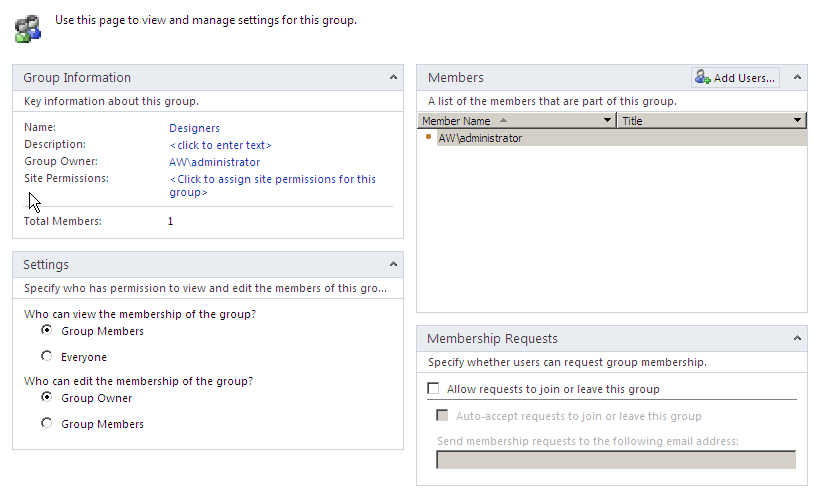 Use this page to view and manage settings for this group.
Group Information
Key information about this group.
Name: Designers
Description: <click to enter text>
Group Owner: AW\administrator
Site Permissions: <Click to assign site permissions for this
group>
Total Members: 1
Settings
Specify who has permission to view and edit the members of this gro...
Who can view the membership of the group?
Group Members
Everyone
Who can edit the membership of the group?
Group Owner
Group Members
Members Add Users...
A list of the members that are part of this group.
Member Name Title
AW\administrator
Membership Requests
Specify whether users can request group membership.
Allow requests to join or leave this group
Auto-accept requests to join or leave this group
Send membership requests to the following email address: